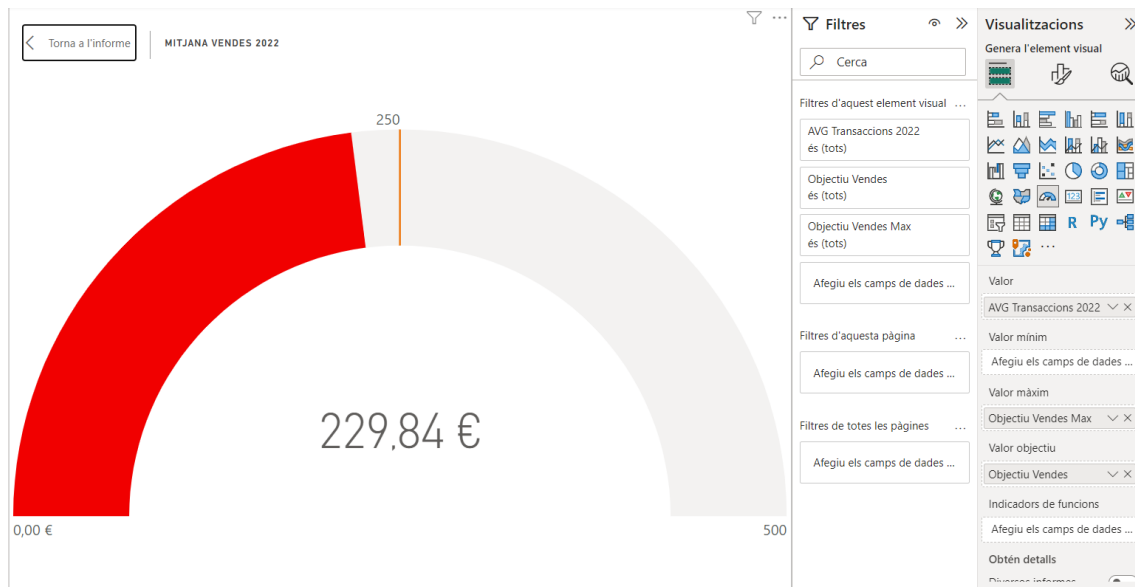 Torna a l'informe
MITJANA VENDES 2022
250
229,84 €
0,00 €
500
Filtres
Cerca
Filtres d'aquest element visual ...
AVG Transaccions 2022
és (tots)
Objectiu Vendes
és (tots)
Objectiu Vendes Max
és (tots)
Afegiu els camps de dades ...
Filtres d'aquesta pàgina ...
Afegiu els camps de dades ...
Filtres de totes les pàgines ...
Afegiu els camps de dades ...
Visualitzacions
Genera l'element visual
123
R Py
...
Valor
AVG Transaccions 2022
Valor mínim
Afegiu els camps de dades ...
Valor màxim
Objectiu Vendes Max
Valor objectiu
Objectiu Vendes
Indicadors de funcions
Afegiu els camps de dades ...
Obtén detalls
Diversos informes